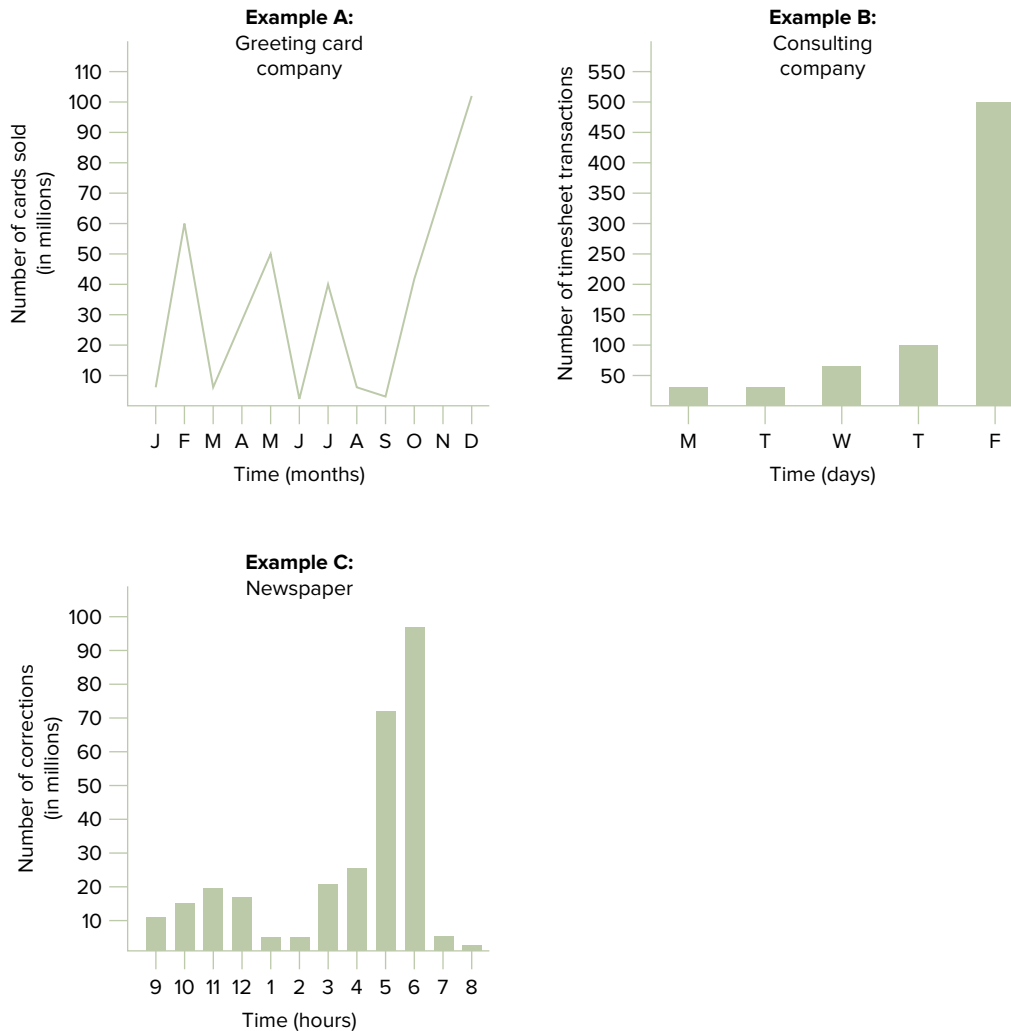 Example A:
Greeting card
company
Number of cards sold
(in millions)
110
100
90
80
70
60
50
40
30
20
10
J F M A M J J A S O N D
Time (months)
Example B:
Consulting
company
Number of timesheet transactions
550
500
450
400
350
300
250
200
150
100
50
M T W T F
Time (days)
Example C:
Newspaper
Number of corrections
(in millions)
100
90
80
70
60
50
40
30
20
10
9 10 11 12 1 2 3 4 5 6 7 8
Time (hours)